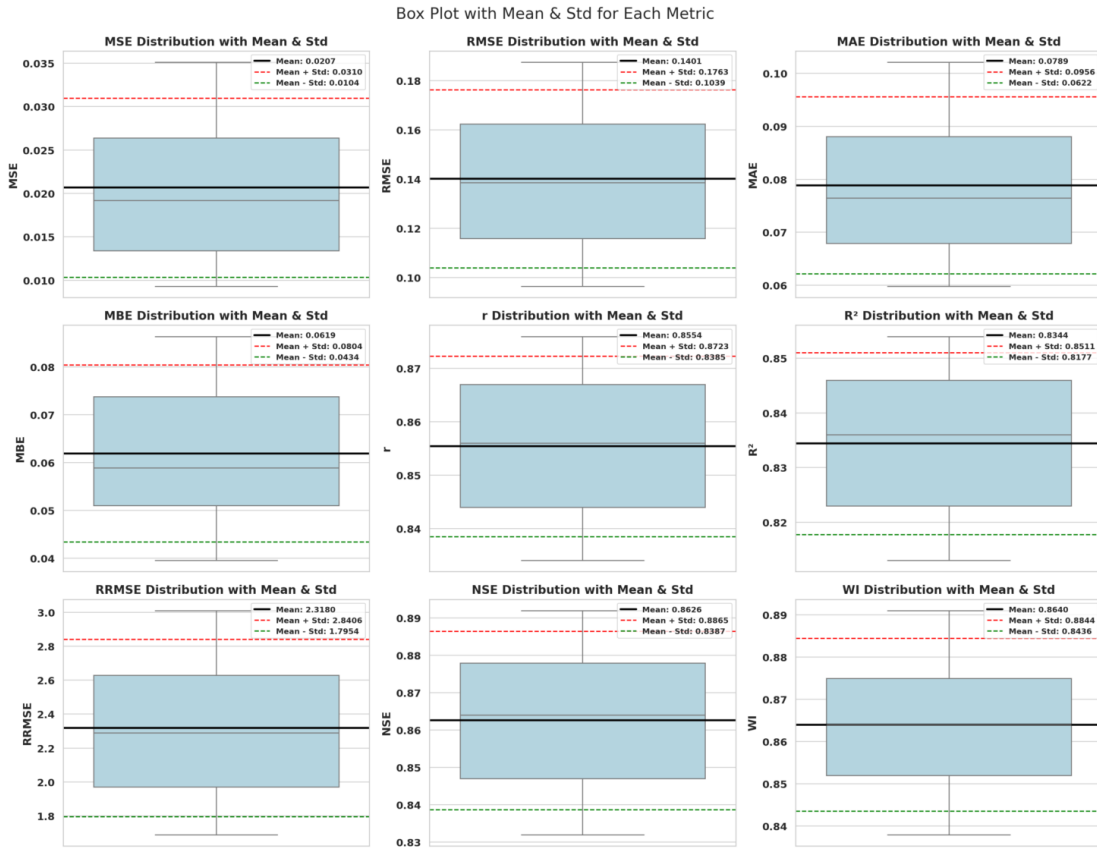 Box Plot with Mean & Std for Each Metric
MSE Distribution with Mean & Std
Mean: 0.0207
Mean + Std: 0.0310
Mean - Std: 0.0104
0.035
0.030
0.025
0.020
0.015
0.010
MSE
RMSE Distribution with Mean & Std
Mean: 0.1401
Mean + Std: 0.1763
Mean - Std: 0.1039
0.18
0.16
0.14
0.12
0.10
RMSE
MAE Distribution with Mean & Std
Mean: 0.0789
Mean + Std: 0.0956
Mean - Std: 0.0622
0.10
0.09
0.08
0.07
0.06
MAE
MBE Distribution with Mean & Std
Mean: 0.0619
Mean + Std: 0.0804
Mean - Std: 0.0434
0.08
0.07
0.06
0.05
0.04
MBE
r Distribution with Mean & Std
Mean: 0.8554
Mean + Std: 0.8723
Mean - Std: 0.8385
0.87
0.86
0.85
0.84
r
R² Distribution with Mean & Std
Mean: 0.8344
Mean + Std: 0.8511
Mean - Std: 0.8177
0.85
0.84
0.83
0.82
R²
RRMSE Distribution with Mean & Std
Mean: 2.3180
Mean + Std: 2.8406
Mean - Std: 1.7954
3.0
2.8
2.6
2.4
2.2
2.0
1.8
RRMSE
NSE Distribution with Mean & Std
Mean: 0.8626
Mean + Std: 0.8865
Mean - Std: 0.8387
0.89
0.88
0.87
0.86
0.85
0.84
0.83
NSE
WI Distribution with Mean & Std
Mean: 0.8640
Mean + Std: 0.8844
Mean - Std: 0.8436
0.89
0.88
0.87
0.86
0.85
0.84
WI